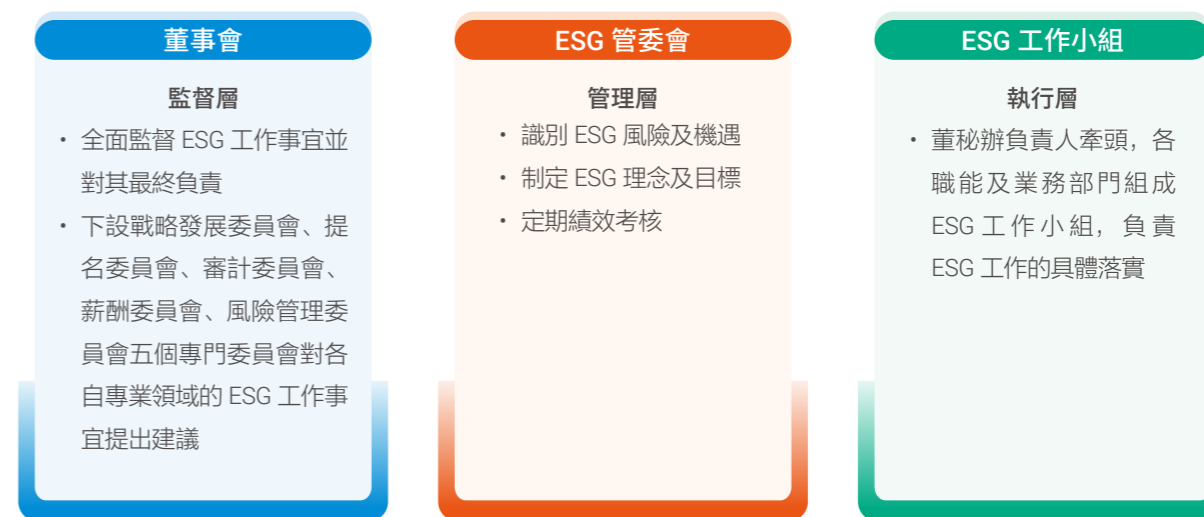 董事會
監督層
• 全面監督 ESG 工作事宜並
對其最終負責
• 下設戰略發展委員會、提
名委員會、審計委員會、
薪酬委員會、風險管理委
員會五個專門委員會對各
自專業領域的 ESG 工作事
宜提出建議
ESG 管委會
管理層
• 識別 ESG 風險及機遇
• 制定 ESG 理念及目標
• 定期績效考核
ESG 工作小組
執行層
• 董秘辦負責人牽頭，各
職能及業務部門組成
ESG 工作小組，負責
ESG 工作的具體落實